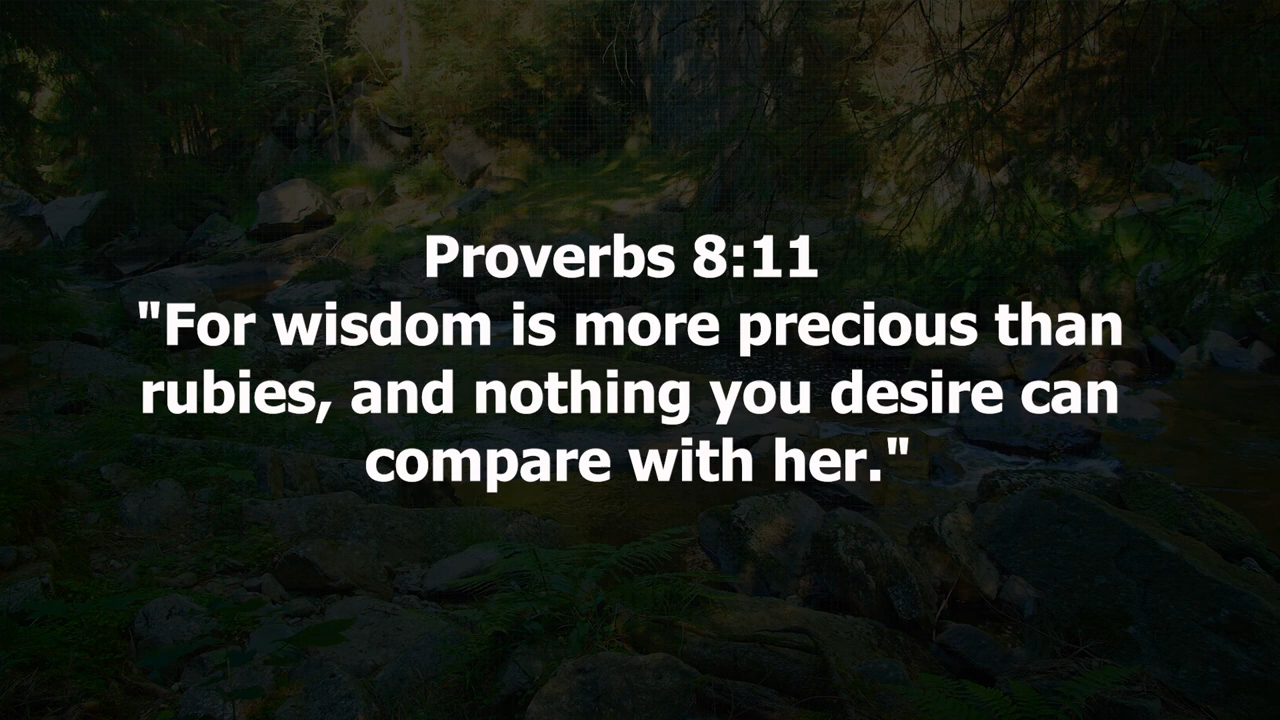 Proverbs 8:11
"For wisdom is more precious than
rubies, and nothing you desire can
compare with her."